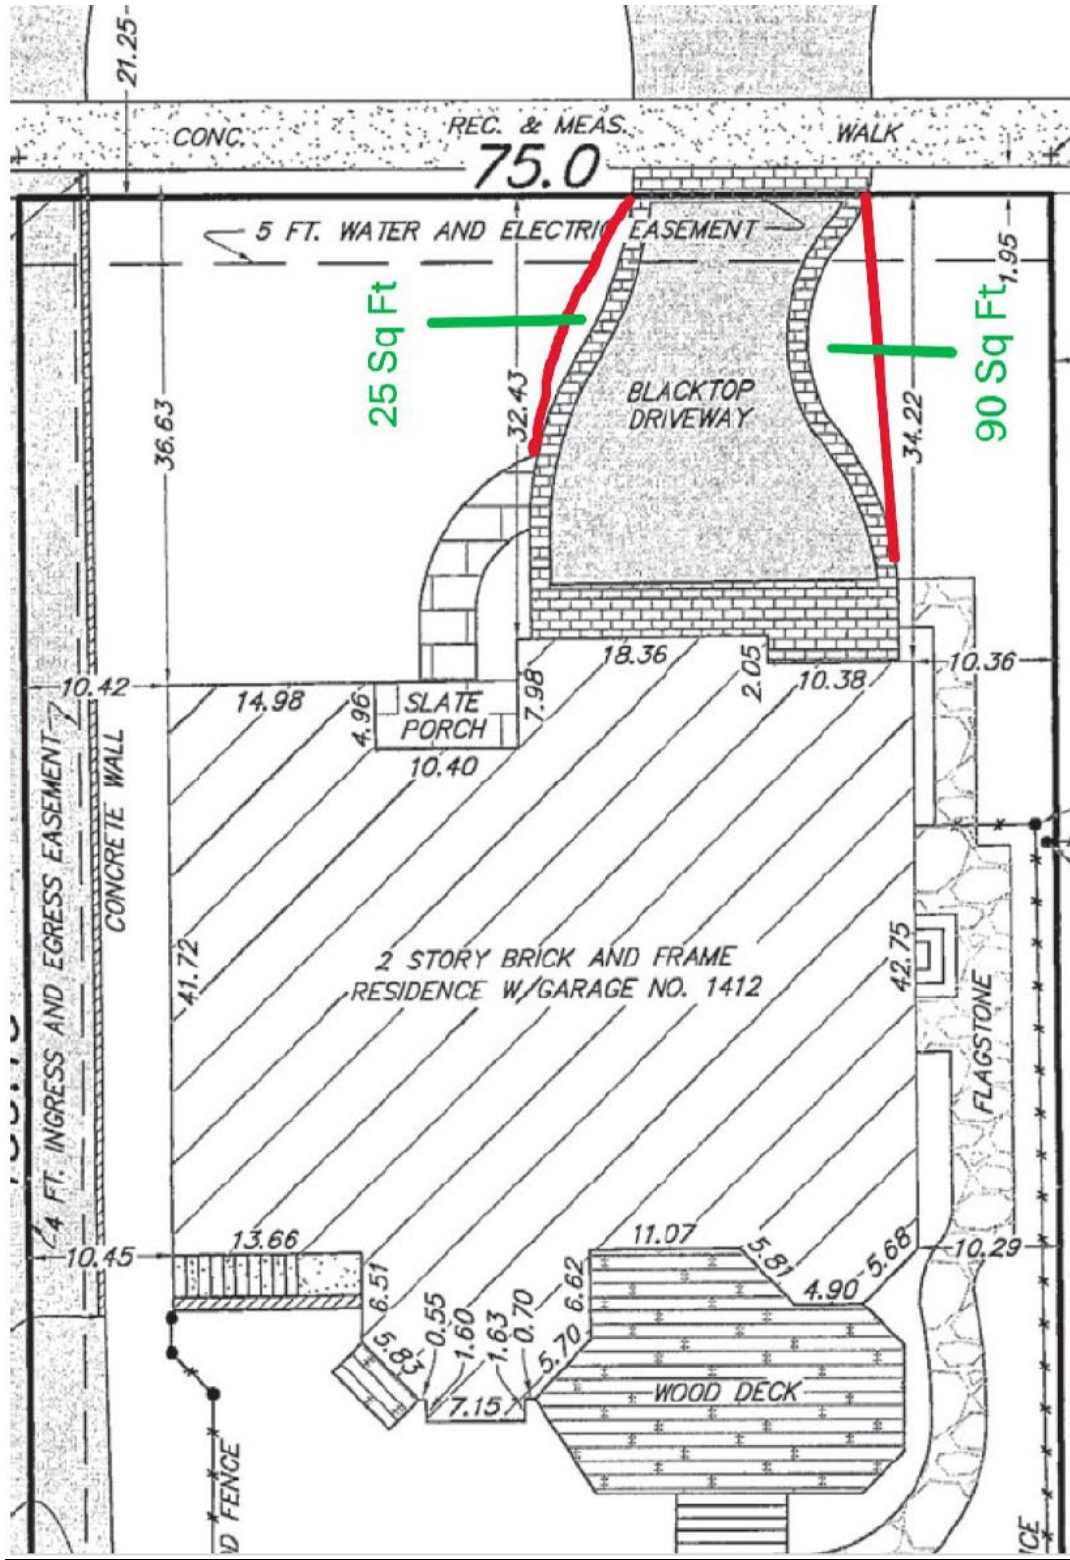 21.25
CONC.
REC. & MEAS.
WALK
75.0
5 FT. WATER AND ELECTRIC EASEMENT
1.95
25 Sq Ft
90 Sq Ft
36.63
32.43
34.22
BLACKTOP
DRIVEWAY
10.42
14.98
4.96
SLATE
PORCH
7.98
18.36
2.05
10.38
10.36
10.40
4 FT. INGRESS AND EGRESS EASEMENT
CONCRETE WALL
41.72
2 STORY BRICK AND FRAME
RESIDENCE W/GARAGE NO. 1412
42.75
FLAGSTONE
10.45
13.66
6.51
5.83
0.55
1.60
7.15
1.63
0.70
5.70
6.62
11.07
5.81
4.90
5.68
10.29
WOOD DECK
D FENCE
CE